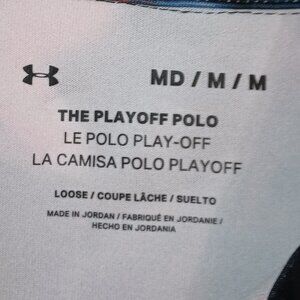 MD / M / M
THE PLAYOFF POLO
LE POLO PLAY-OFF
LA CAMISA POLO PLAYOFF
LOOSE / COUPE LÂCHE / SUELTO
MADE IN JORDAN / FABRIQUÉ EN JORDANIE /
HECHO EN JORDANIA